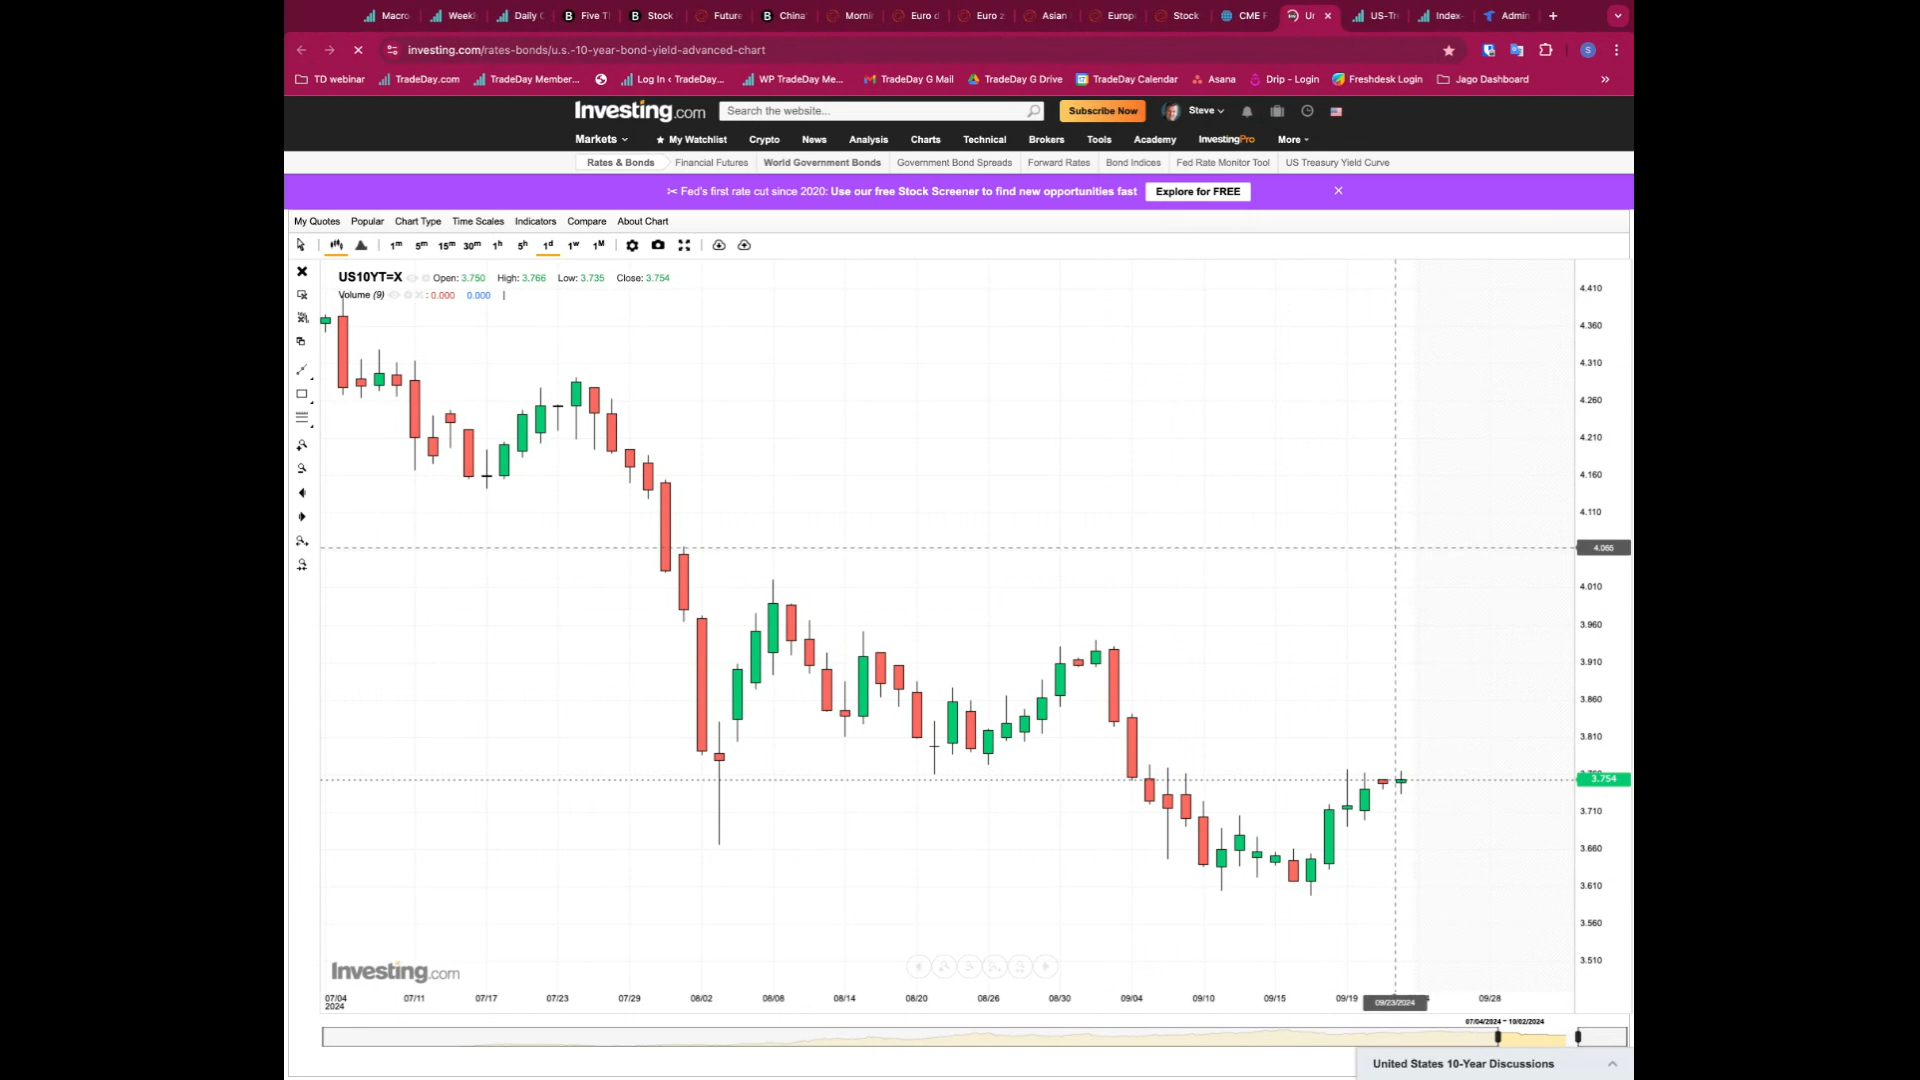 Macro
Weekl
Daily C
Five Tl
Stock
Future
China'
Mornir
Euro d
Euro z
Asian
Europe
Stock
CME F
Ur
US-Tr
Index-
Admin
investing.com/rates-bonds/u.s.-10-year-bond-yield-advanced-chart
TD webinar
TradeDay.com
TradeDay Member...
Log In ‹ TradeDay...
WP TradeDay Me...
TradeDay G Mail
TradeDay G Drive
TradeDay Calendar
Asana
Drip - Login
Freshdesk Login
Jago Dashboard
Investing.com
Search the website...
Subscribe Now
Steve
Markets
My Watchlist
Crypto
News
Analysis
Charts
Technical
Brokers
Tools
Academy
InvestingPro
More
Rates & Bonds
Financial Futures
World Government Bonds
Government Bond Spreads
Forward Rates
Bond Indices
Fed Rate Monitor Tool
US Treasury Yield Curve
Fed's first rate cut since 2020: Use our free Stock Screener to find new opportunities fast
Explore for FREE
My Quotes
Popular
Chart Type
Time Scales
Indicators
Compare
About Chart
1m 5m 15m 30m 1h 5h 1d 1w 1M
US10YT=X Open: 3.750 High: 3.766 Low: 3.735 Close: 3.754
Volume (9) : 0.000 0.000
4.410
4.360
4.310
4.260
4.210
4.160
4.110
4.065
4.010
3.960
3.910
3.860
3.810
3.754
3.710
3.660
3.610
3.560
3.510
Investing.com
07/04 07/11 07/17 07/23 07/29 08/02 08/08 08/14 08/20 08/26 08/30 09/04 09/10 09/15 09/19 09/23/2024 09/28
2024
07/04/2024 ~ 10/02/2024
United States 10-Year Discussions